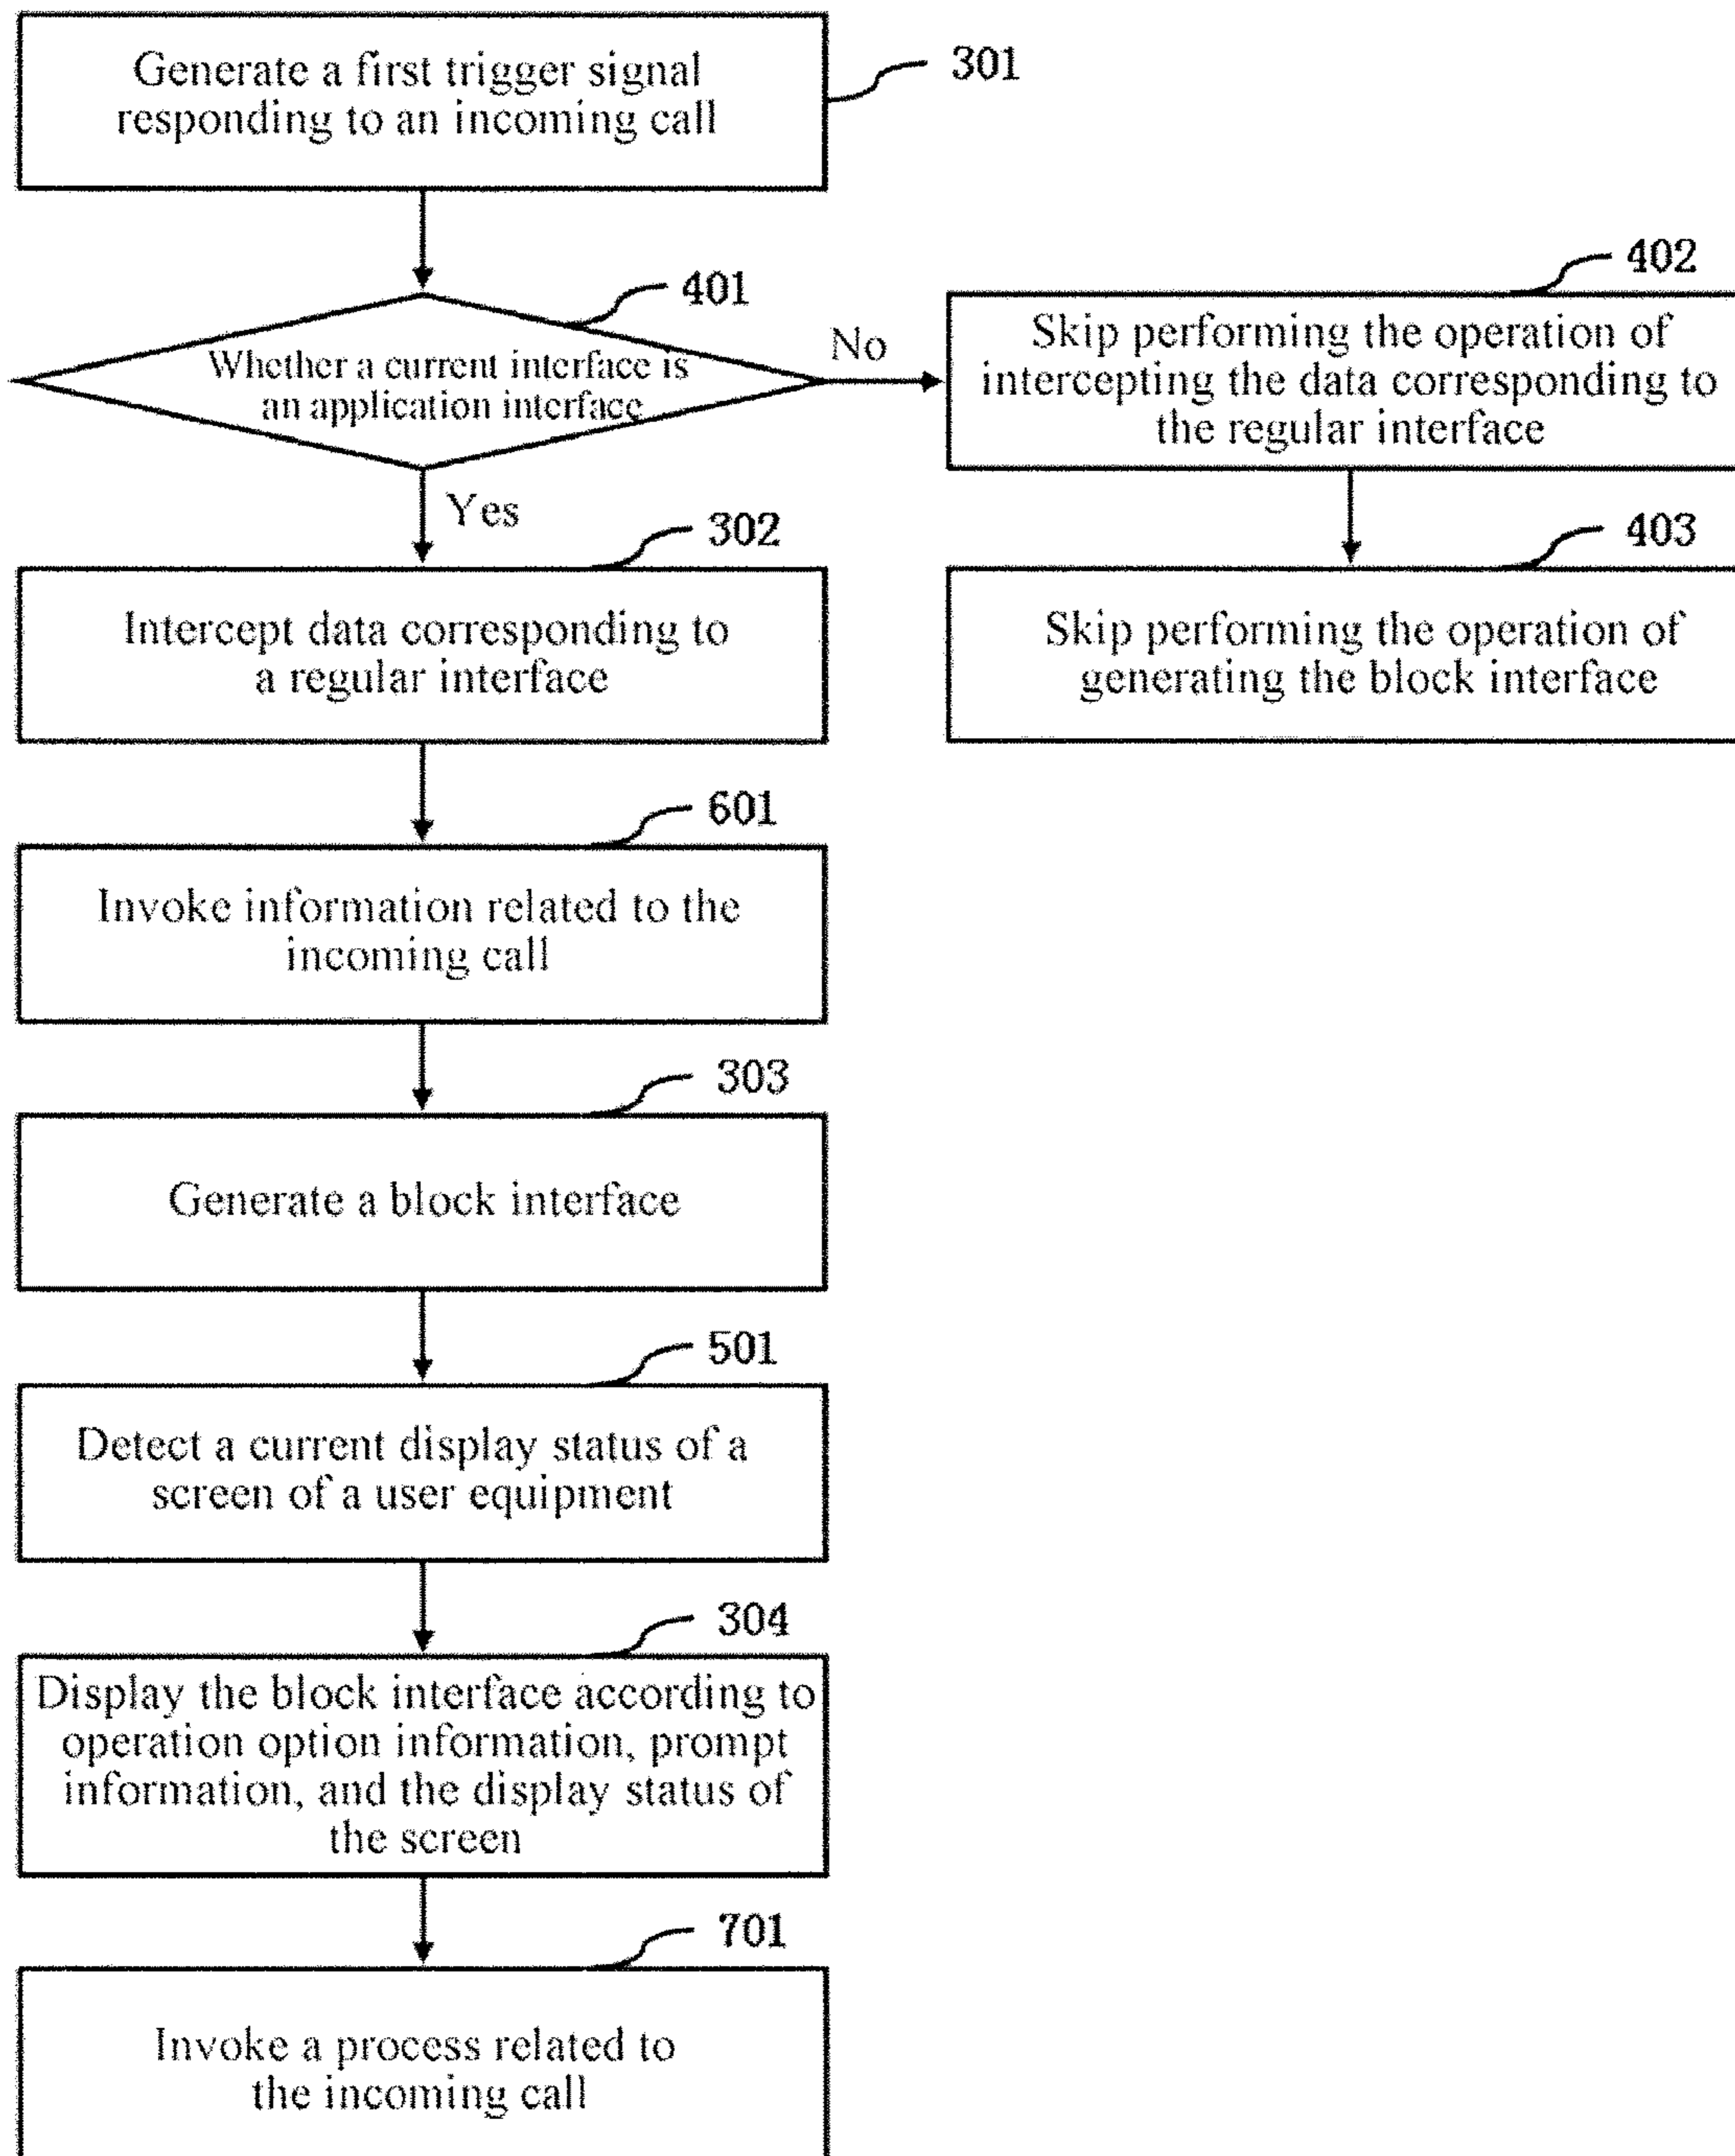 Generate a first trigger signal
responding to an incoming call
301
401
Whether a current interface is
an application interface
No
402
Skip performing the operation of
intercepting the data corresponding to
the regular interface
Yes
302
Intercept data corresponding to
a regular interface
403
Skip performing the operation of
generating the block interface
601
Invoke information related to the
incoming call
303
Generate a block interface
501
Detect a current display status of a
screen of a user equipment
304
Display the block interface according to
operation option information, prompt
information, and the display status of
the screen
701
Invoke a process related to
the incoming call